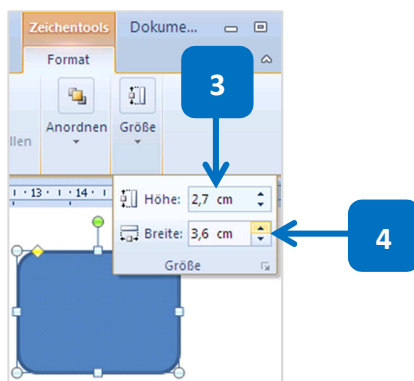 Zeichentools Dokume...
Format
3
llen Anordnen Größe
13 14 1
Höhe: 2,7 cm
Breite: 3,6 cm
4
Größe